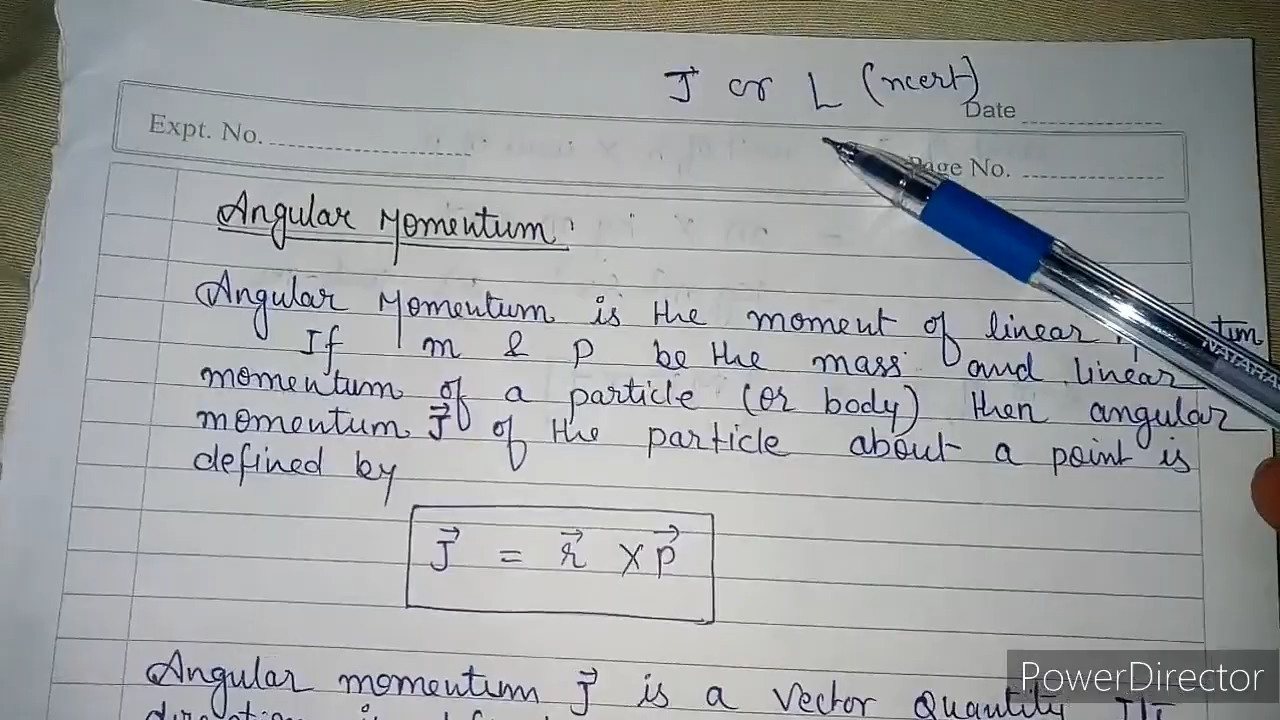 J or L (ncert)
Date
Expt. No.
Page No.
Angular Momentum:
Angular Momentum is the moment of linear
If m & p be the mass and linear
momentum of a particle (or body) then angular
momentum J⃗ of the particle about a point is
defined by
J⃗ = r⃗ × p⃗
Angular momentum J⃗ is a vector quantity. Its
NATARAJ
PowerDirector